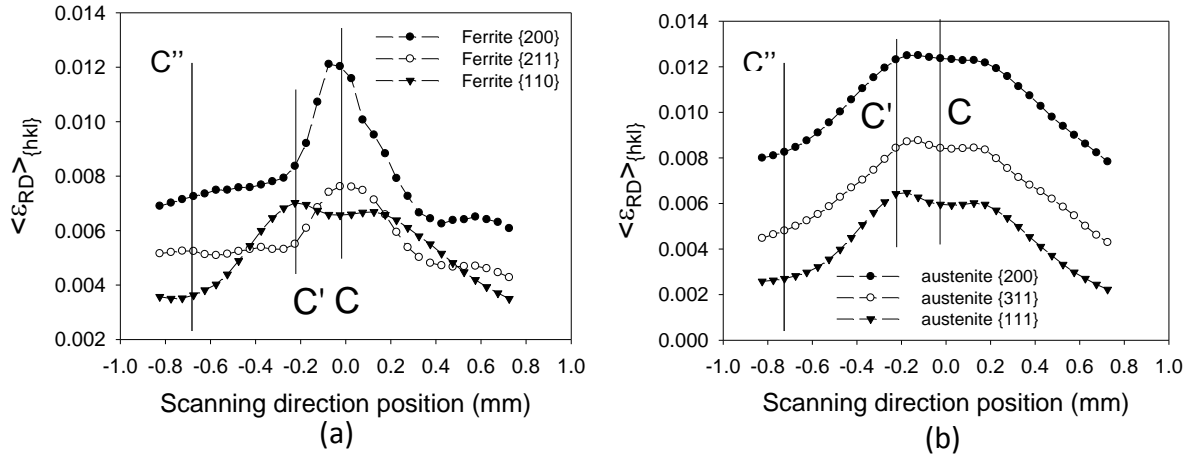 <ε_RD>_{hkl}
0.014
0.012
0.010
0.008
0.006
0.004
0.002
-1.0 -0.8 -0.6 -0.4 -0.2 0.0 0.2 0.4 0.6 0.8 1.0
Scanning direction position (mm)
Ferrite {200}
Ferrite {211}
Ferrite {110}
C''
C' C
(a)
<ε_RD>_{hkl}
0.014
0.012
0.010
0.008
0.006
0.004
0.002
0.000
-1.0 -0.8 -0.6 -0.4 -0.2 0.0 0.2 0.4 0.6 0.8 1.0
Scanning direction position (mm)
C''
C' C
austenite {200}
austenite {311}
austenite {111}
(b)